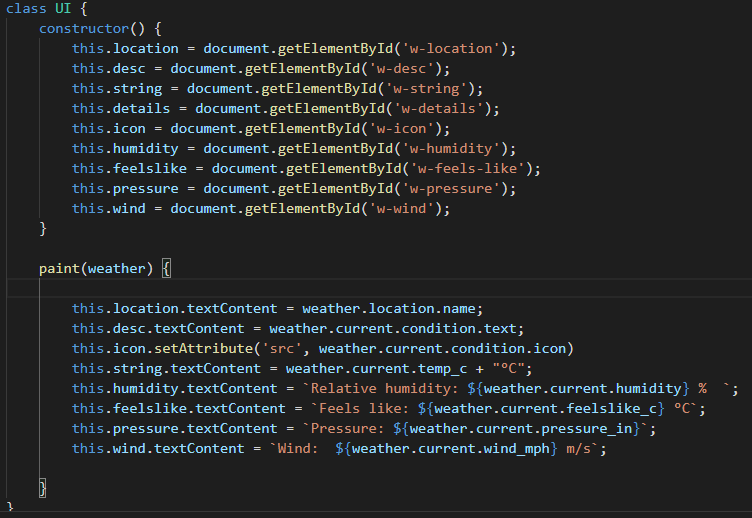 class UI {
    constructor() {
        this.location = document.getElementById('w-location');
        this.desc = document.getElementById('w-desc');
        this.string = document.getElementById('w-string');
        this.details = document.getElementById('w-details');
        this.icon = document.getElementById('w-icon');
        this.humidity = document.getElementById('w-humidity');
        this.feelslike = document.getElementById('w-feels-like');
        this.pressure = document.getElementById('w-pressure');
        this.wind = document.getElementById('w-wind');
    }
    paint(weather) {
        this.location.textContent = weather.location.name;
        this.desc.textContent = weather.current.condition.text;
        this.icon.setAttribute('src', weather.current.condition.icon)
        this.string.textContent = weather.current.temp_c + "°C";
        this.humidity.textContent = `Relative humidity: ${weather.current.humidity} %  `;
        this.feelslike.textContent = `Feels like: ${weather.current.feelslike_c} °C`;
        this.pressure.textContent = `Pressure: ${weather.current.pressure_in}`;
        this.wind.textContent = `Wind:  ${weather.current.wind_mph} m/s`;
    }
}